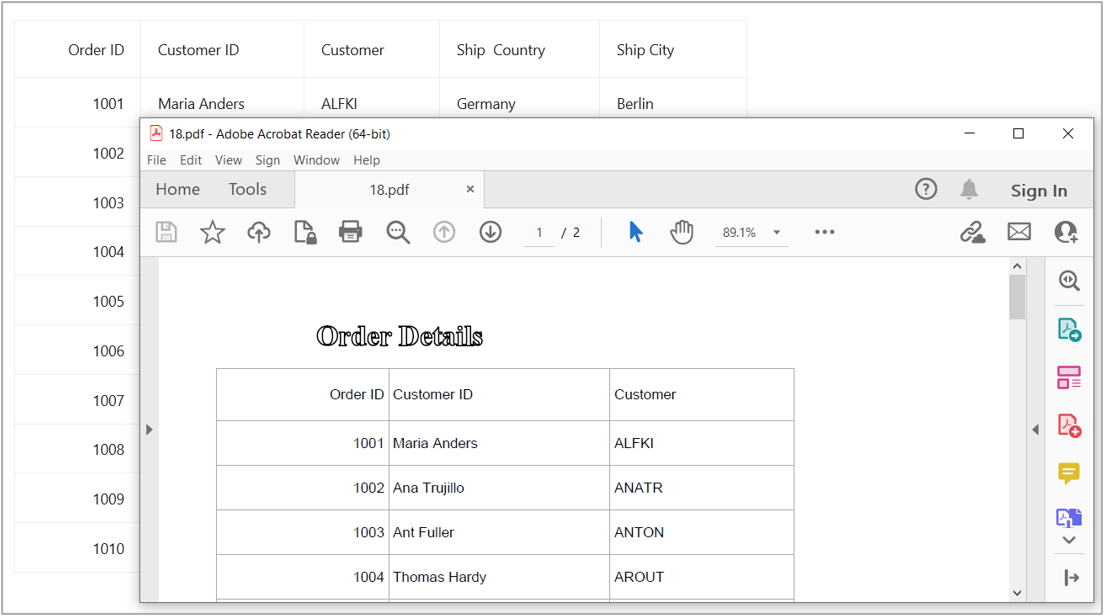 Order ID Customer ID Customer Ship  Country Ship City
1001 Maria Anders ALFKI Germany Berlin
1002
1003
1004
1005
1006
1007
1008
1009
1010
18.pdf - Adobe Acrobat Reader (64-bit)
File Edit View Sign Window Help
Home Tools 18.pdf × ? Sign In
1 / 2 89.1%
Order Details
Order ID Customer ID Customer
1001 Maria Anders ALFKI
1002 Ana Trujillo ANATR
1003 Ant Fuller ANTON
1004 Thomas Hardy AROUT